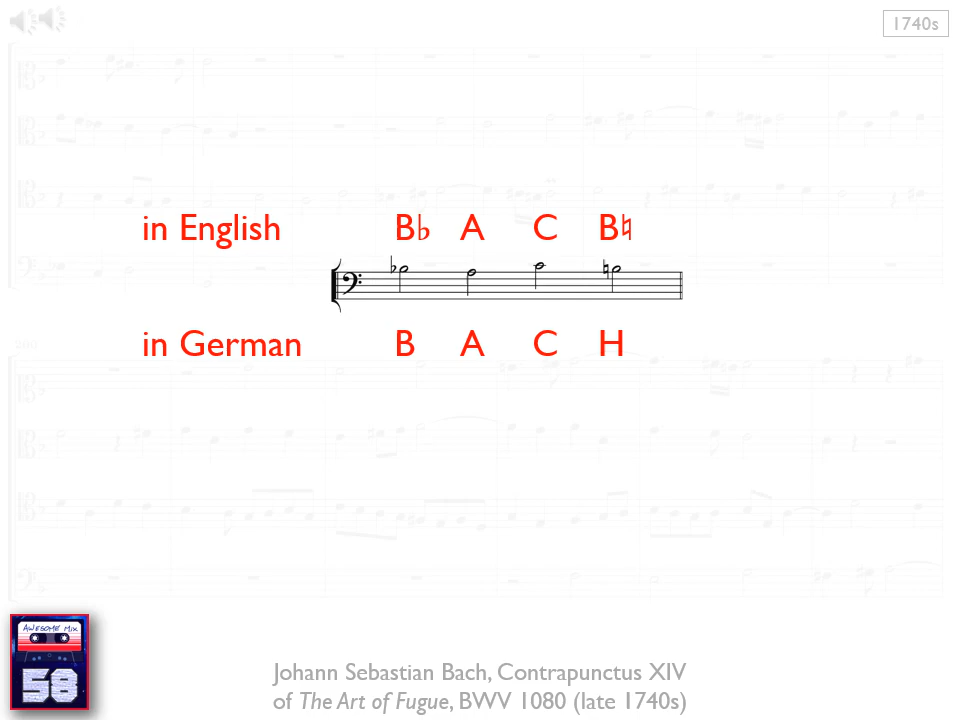 1740s
in English B♭ A C B♮
in German B A C H
AWESOME MIX
58
Johann Sebastian Bach, Contrapunctus XIV
of The Art of Fugue, BWV 1080 (late 1740s)